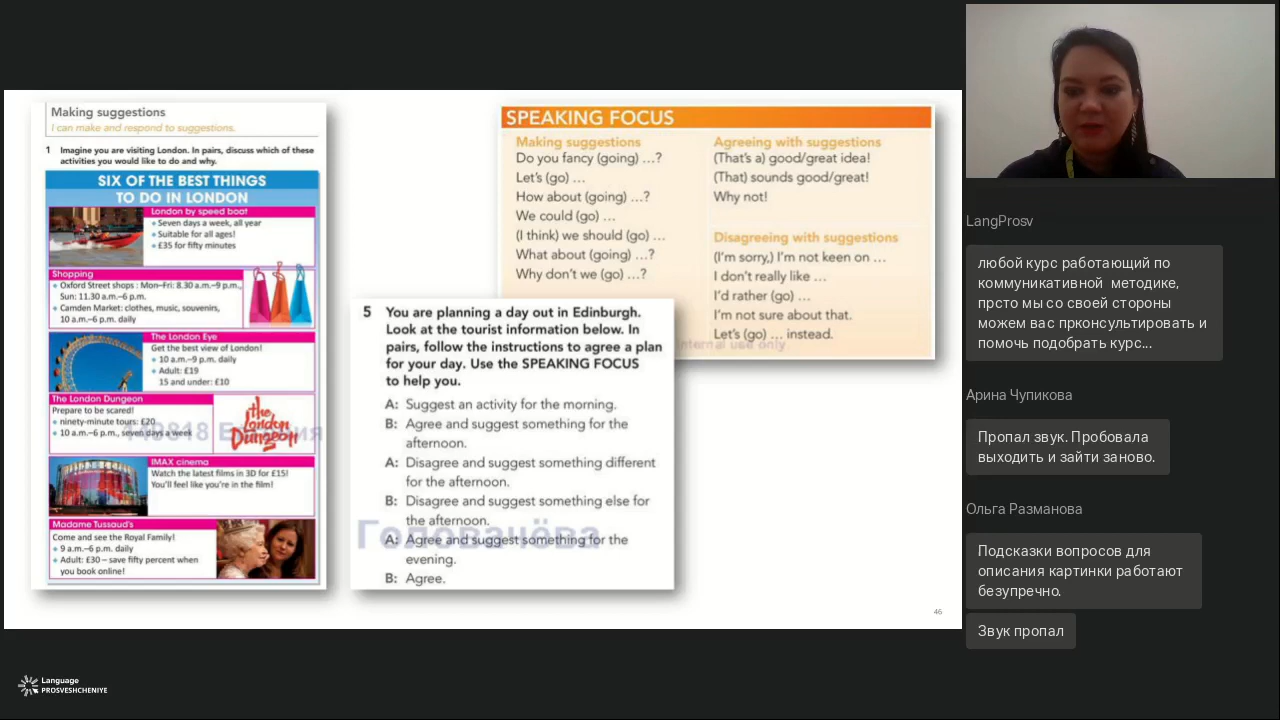 Making suggestions
I can make and respond to suggestions.
1 Imagine you are visiting London. In pairs, discuss which of these
activities you would like to do and why.
SIX OF THE BEST THINGS
TO DO IN LONDON
London by speed boat
Seven days a week, all year
Suitable for all ages!
£35 for fifty minutes
Shopping
Oxford Street shops : Mon–Fri: 8.30 a.m.–9 p.m.,
Sun: 11.30 a.m.–6 p.m.
Camden Market: clothes, music, souvenirs,
10 a.m.–6 p.m. daily
The London Eye
Get the best view of London!
10 a.m.–9 p.m. daily
Adult: £19
15 and under: £10
The London Dungeon
Prepare to be scared!
ninety-minute tours: £20
10 a.m.–6 p.m., seven days a week
the London Dungeon
IMAX cinema
Watch the latest films in 3D for £15!
You'll feel like you're in the film!
Madame Tussaud's
Come and see the Royal Family!
9 a.m.–6 p.m. daily
Adult: £30 – save fifty percent when
you book online!
SPEAKING FOCUS
Making suggestions
Do you fancy (going) …?
Let's (go) …
How about (going) …?
We could (go) …
(I think) we should (go) …
What about (going) …?
Why don't we (go) …?
Agreeing with suggestions
(That's a) good/great idea!
(That) sounds good/great!
Why not!
Disagreeing with suggestions
(I'm sorry,) I'm not keen on …
I don't really like …
I'd rather (go) …
I'm not sure about that.
Let's (go) … instead.
internal use only
5 You are planning a day out in Edinburgh.
Look at the tourist information below. In
pairs, follow the instructions to agree a plan
for your day. Use the SPEAKING FOCUS
to help you.
A: Suggest an activity for the morning.
B: Agree and suggest something for the
afternoon.
A: Disagree and suggest something different
for the afternoon.
B: Disagree and suggest something else for
the afternoon.
A: Agree and suggest something for the
evening.
B: Agree.
Головачёва
46
Language
PROSVESHCHENIYE
LangProsv
любой курс работающий по
коммуникативной методике,
прсто мы со своей стороны
можем вас прконсультировать и
помочь подобрать курс...
Арина Чупикова
Пропал звук. Пробовала
выходить и зайти заново.
Ольга Разманова
Подсказки вопросов для
описания картинки работают
безупречно.
Звук пропал